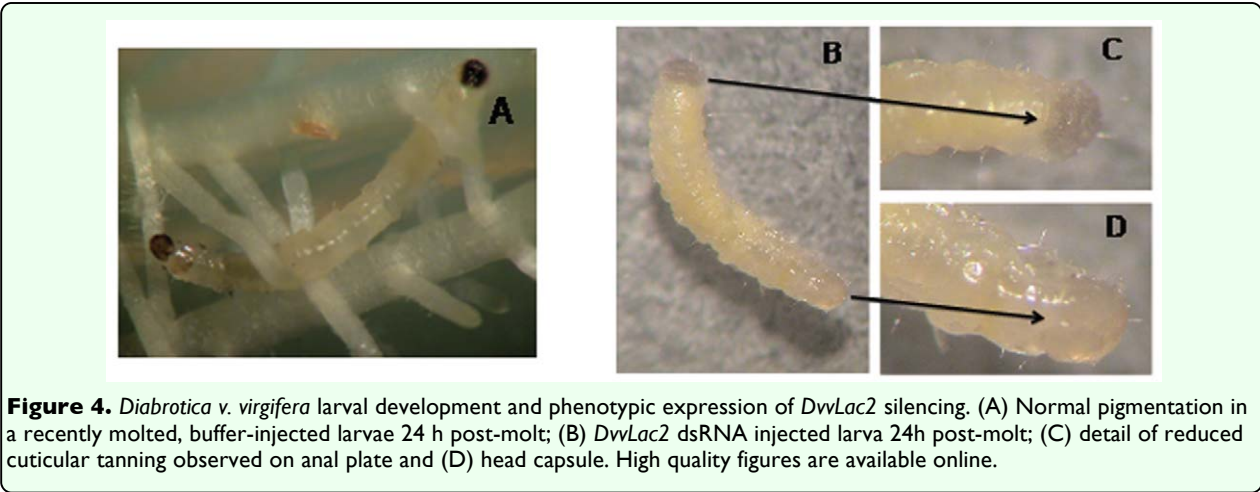 A
B
C
D
Figure 4. Diabrotica v. virgifera larval development and phenotypic expression of DvvLac2 silencing. (A) Normal pigmentation in
a recently molted, buffer-injected larvae 24 h post-molt; (B) DvvLac2 dsRNA injected larva 24h post-molt; (C) detail of reduced
cuticular tanning observed on anal plate and (D) head capsule. High quality figures are available online.